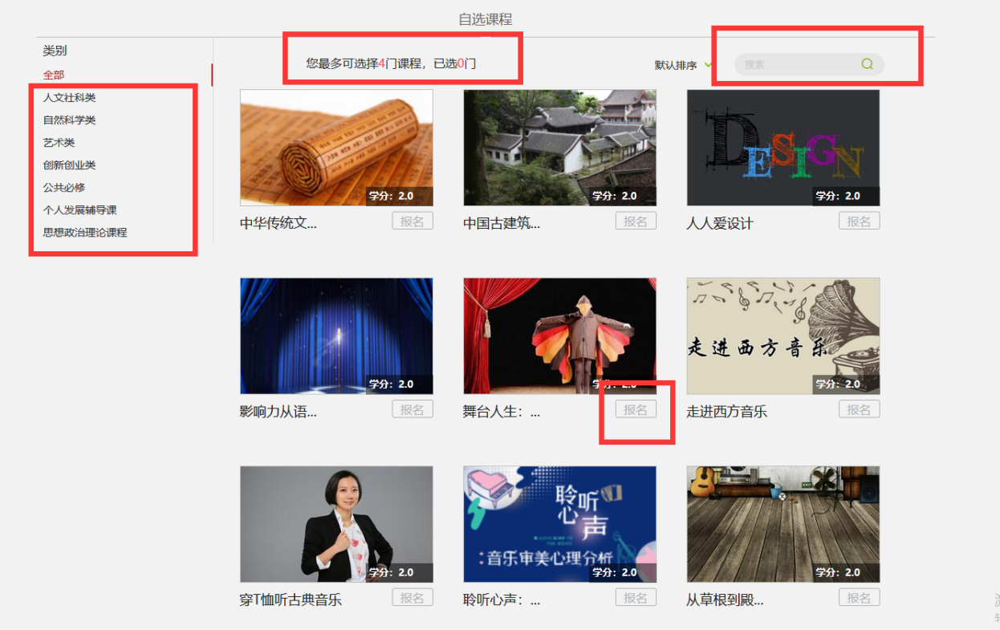 自选课程
类别
全部
人文社科类
自然科学类
艺术类
创新创业类
公共必修
个人发展辅导课
思想政治理论课程
您最多可选择4门课程，已选0门
默认排序
搜索
学分：2.0
学分：2.0
DESIGN
学分：2.0
中华传统文...
报名
中国古建筑...
报名
人人爱设计
报名
学分：2.0
学分：2.0
走进西方音乐
学分：2.0
影响力从语...
报名
舞台人生：...
报名
走进西方音乐
报名
学分：2.0
聆听
心声
：音乐审美心理分析
学分：2.0
EXIT
学分：2.0
穿T恤听古典音乐
报名
聆听心声：...
报名
从草根到殿...
报名